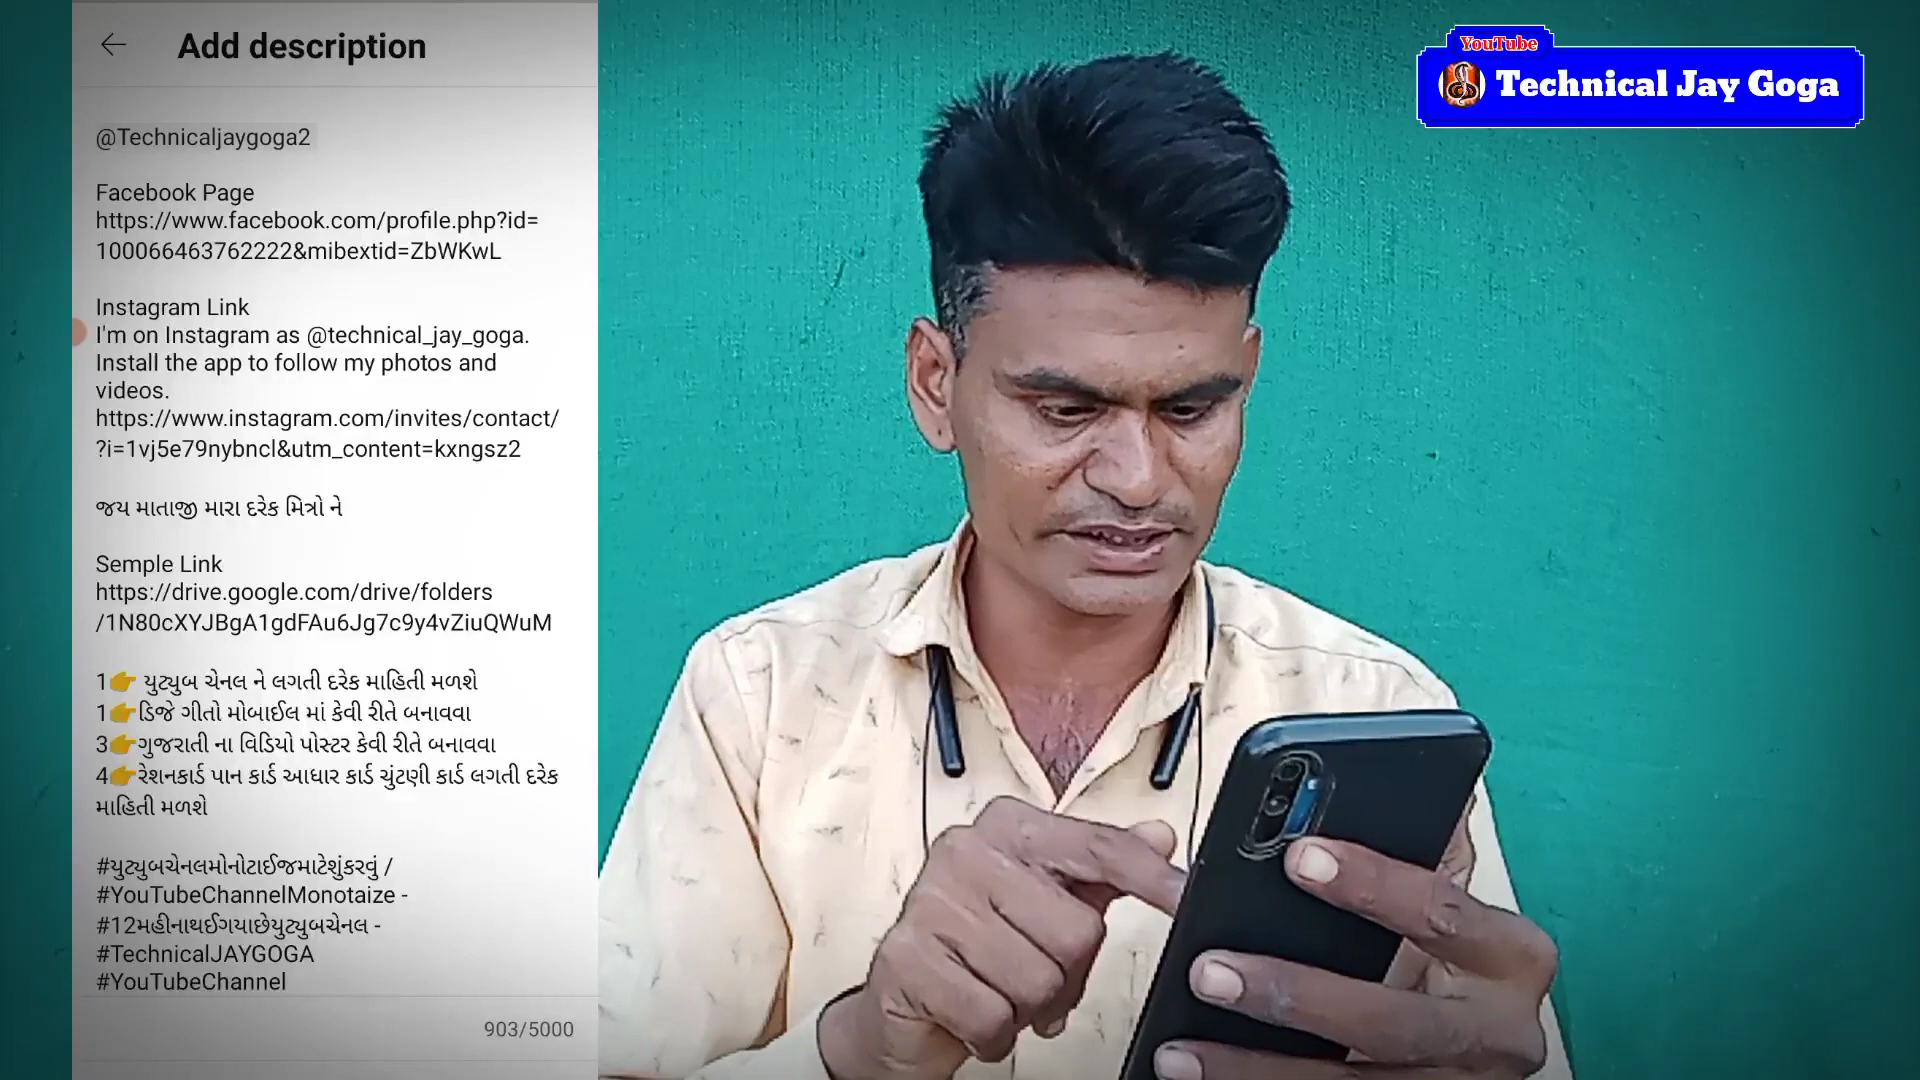 Add description
@Technicaljaygoga2
Facebook Page
https://www.facebook.com/profile.php?id=
100066463762222&mibextid=ZbWKwL
Instagram Link
I'm on Instagram as @technical_jay_goga.
Install the app to follow my photos and
videos.
https://www.instagram.com/invites/contact/
?i=1vj5e79nybncl&utm_content=kxngsz2
જય માતાજી મારા દરેક મિત્રો ને
Semple Link
https://drive.google.com/drive/folders
/1N80cXYJBgA1gdFAu6Jg7c9y4vZiuQWuM
1👉 યુટ્યુબ ચેનલ ને લગતી દરેક માહિતી મળશે
1👉ડિજે ગીતો મોબાઈલ માં કેવી રીતે બનાવવા
3👉ગુજરાતી ના વિડિયો પોસ્ટર કેવી રીતે બનાવવા
4👉રેશનકાર્ડ પાન કાર્ડ આધાર કાર્ડ ચુંટણી કાર્ડ લગતી દરેક
માહિતી મળશે
#યુટ્યુબચેનલમોનોટાઈજમાટેશુંકરવું /
#YouTubeChannelMonotaize -
#12મહીનાથઈગયાછેયુટ્યુબચેનલ -
#TechnicalJAYGOGA
#YouTubeChannel
903/5000
YouTube
Technical Jay Goga